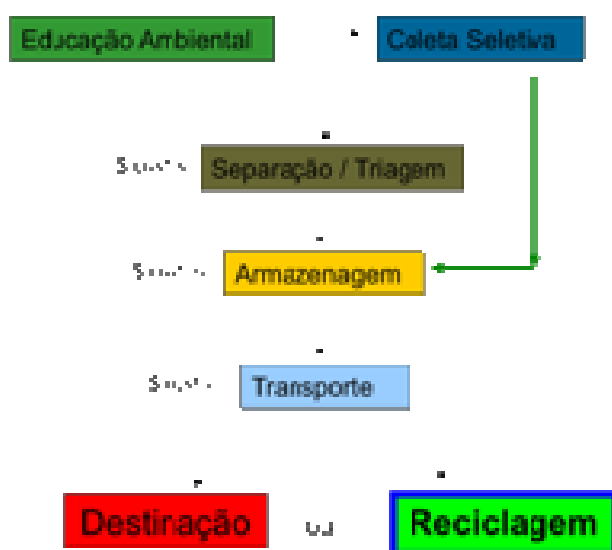 Educação Ambiental
Coleta Seletiva
Separação / Triagem
Armazenagem
Transporte
Destinação
Reciclagem